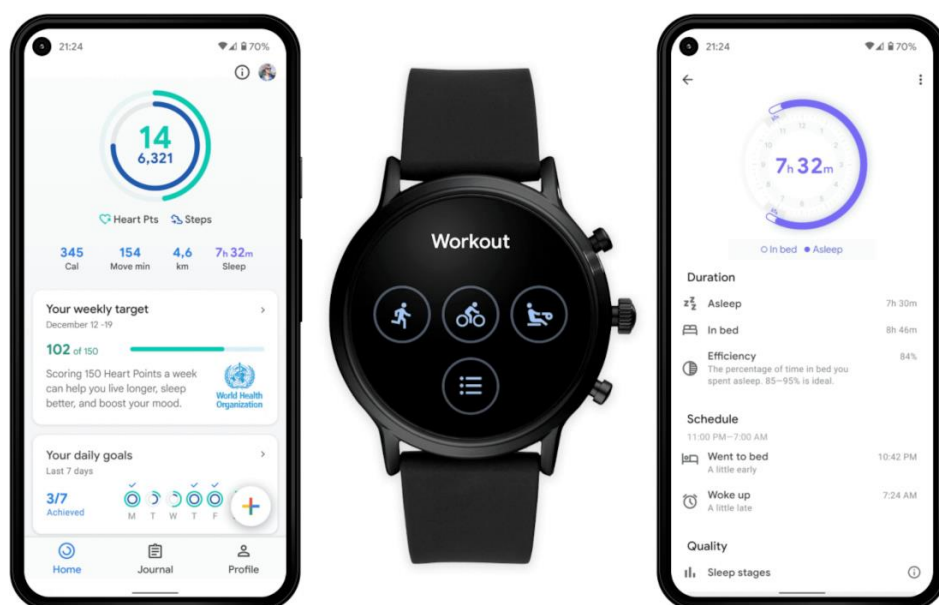 21:24
70%
14
6,321
Heart Pts Steps
345 154 4,6 7h 32m
Cal Move min km Sleep
Your weekly target
December 12 -19
102 of 150
Scoring 150 Heart Points a week
can help you live longer, sleep
better, and boost your mood.
World Health
Organization
Your daily goals
Last 7 days
3/7
Achieved
M T W T F
Home Journal Profile
Workout
21:24
70%
12
1
2
3
7h 32m
In bed Asleep
Duration
Asleep 7h 30m
In bed 8h 46m
Efficiency 84%
The percentage of time in bed you
spent asleep. 85–95% is ideal.
Schedule
11:00 PM–7:00 AM
Went to bed 10:42 PM
A little early
Woke up 7:24 AM
A little late
Quality
Sleep stages